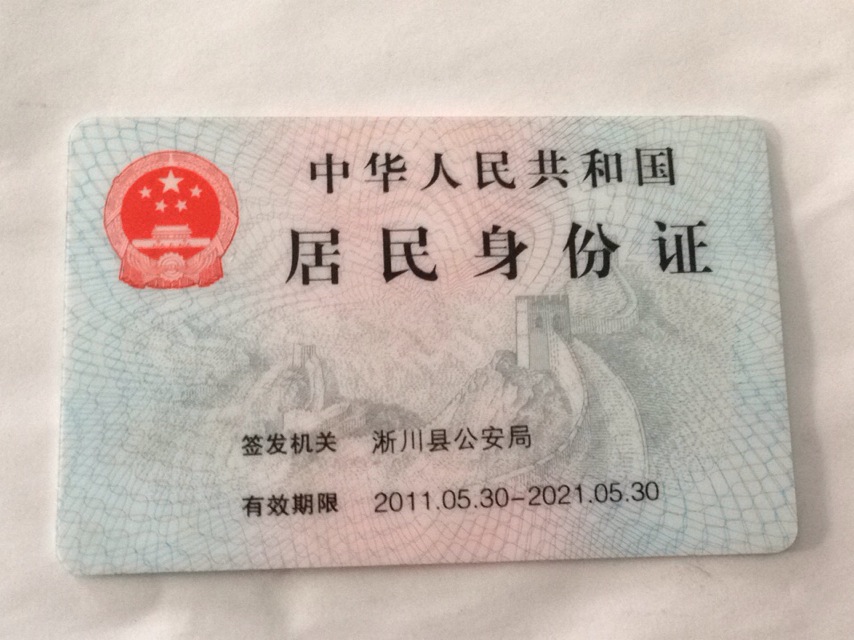 中华人民共和国
居民身份证
签发机关 淅川县公安局
有效期限 2011.05.30-2021.05.30